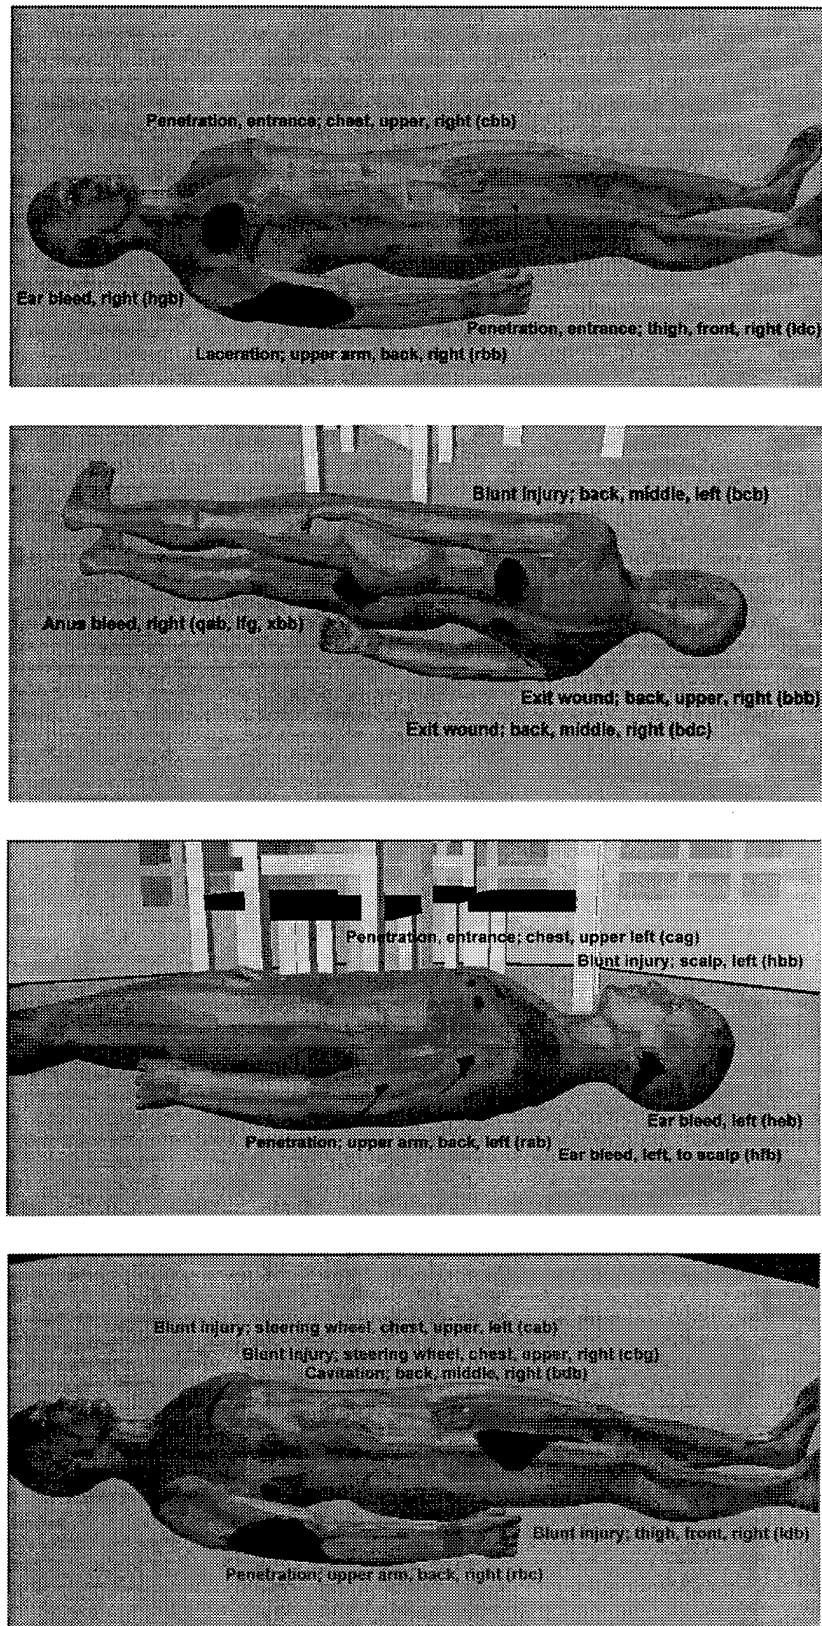 Penetration, entrance; chest, upper, right (cbb)
Ear bleed, right (hgb)
Penetration, entrance; thigh, front, right (ldc)
Laceration; upper arm, back, right (rbb)
Blunt injury; back, middle, left (bcb)
Anus bleed, right (qab, lfg, xbb)
Exit wound; back, upper, right (bbb)
Exit wound; back, middle, right (bdc)
Penetration, entrance; chest, upper left (cag)
Blunt injury; scalp, left (hbb)
Ear bleed, left (heb)
Penetration; upper arm, back, left (rab)
Ear bleed, left, to scalp (hfb)
Blunt injury; steering wheel, chest, upper, left (cab)
Blunt injury; steering wheel, chest, upper, right (cbg)
Cavitation; back, middle, right (bdb)
Blunt injury; thigh, front, right (ldb)
Penetration; upper arm, back, right (rbc)